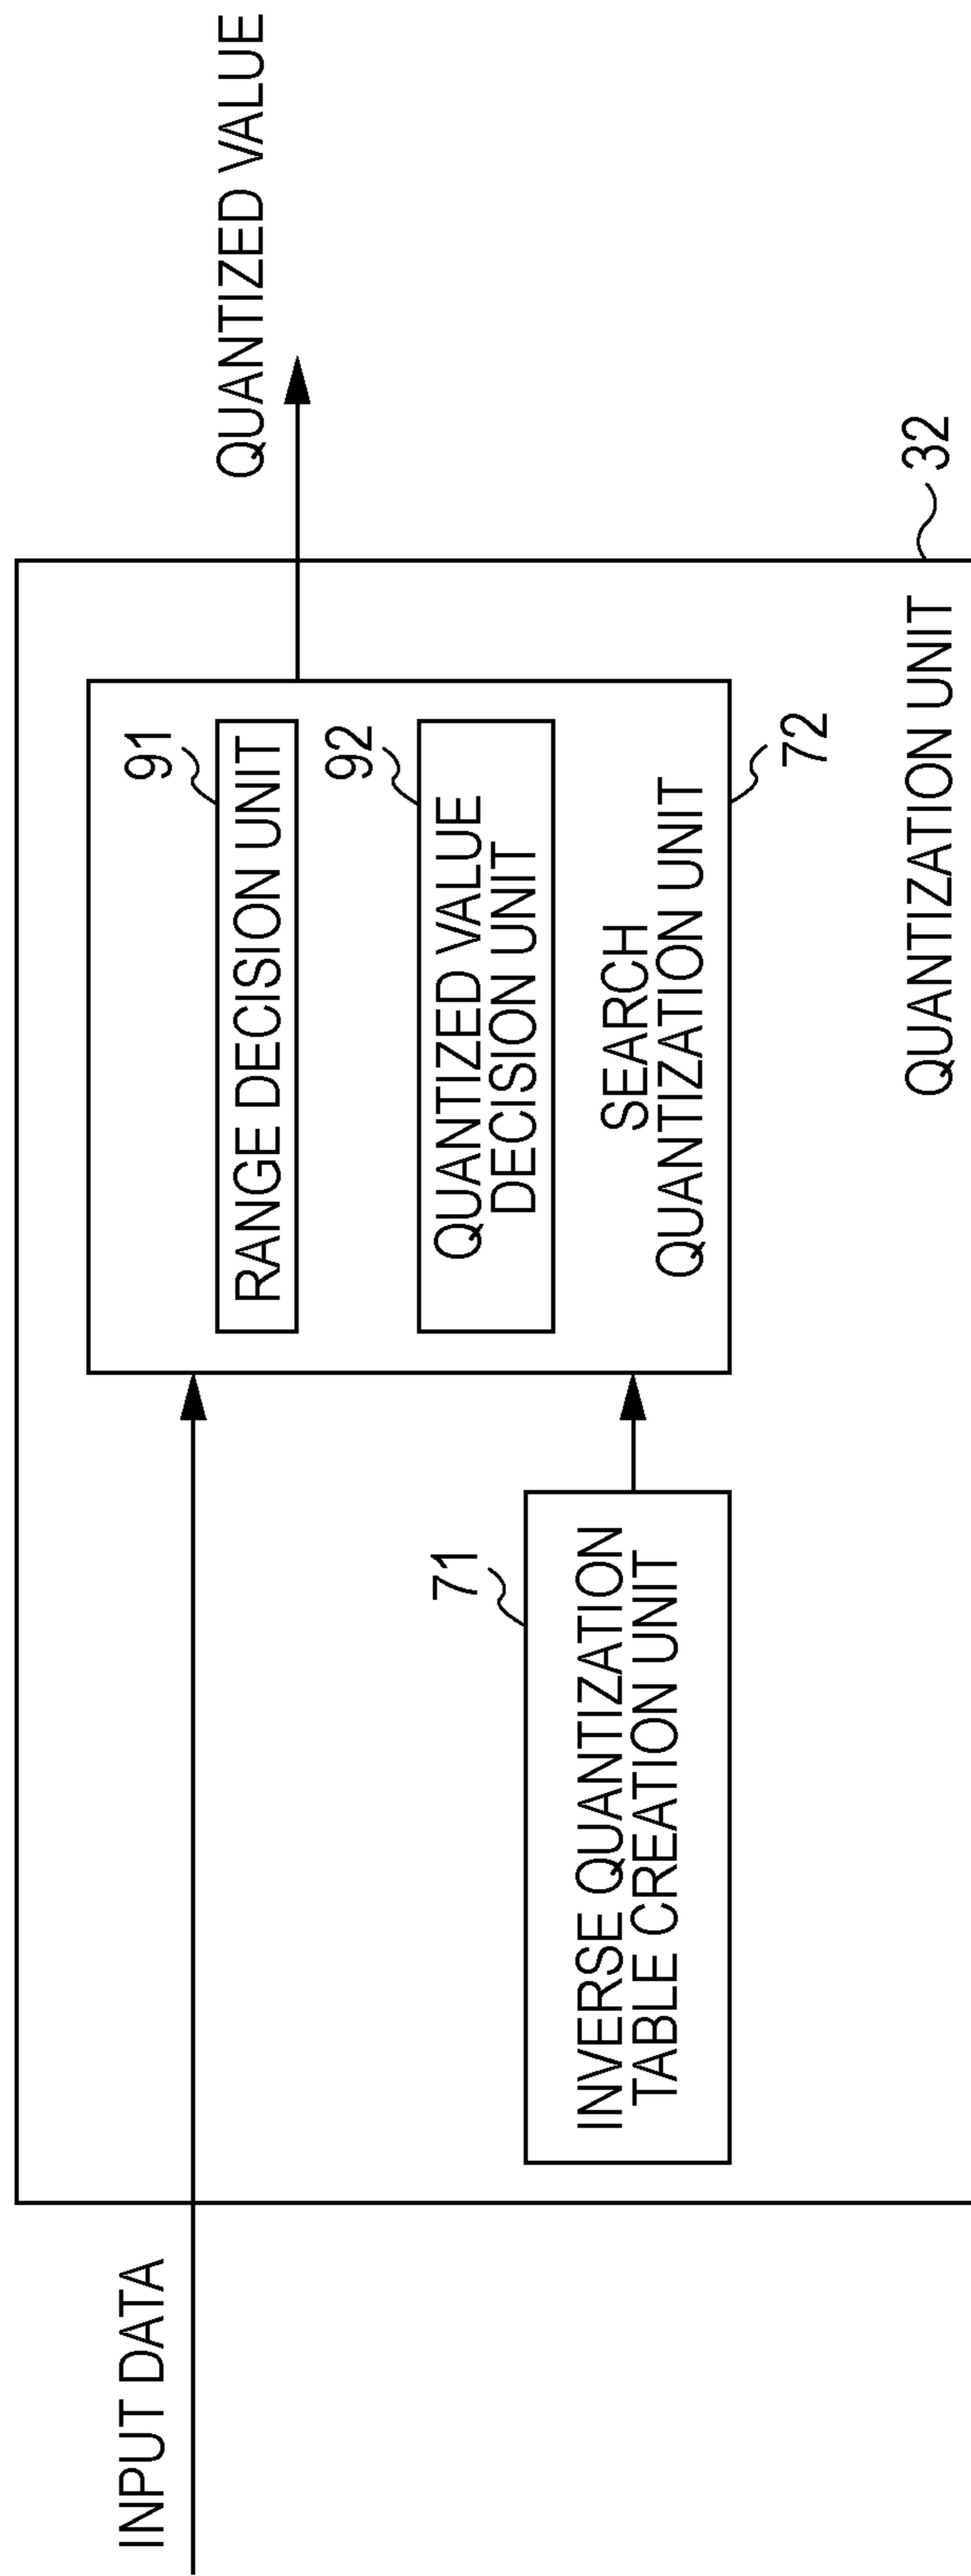 INPUT DATA
QUANTIZED VALUE
91
RANGE DECISION UNIT
92
QUANTIZED VALUE
DECISION UNIT
SEARCH
QUANTIZATION UNIT
72
71
INVERSE QUANTIZATION
TABLE CREATION UNIT
QUANTIZATION UNIT
32